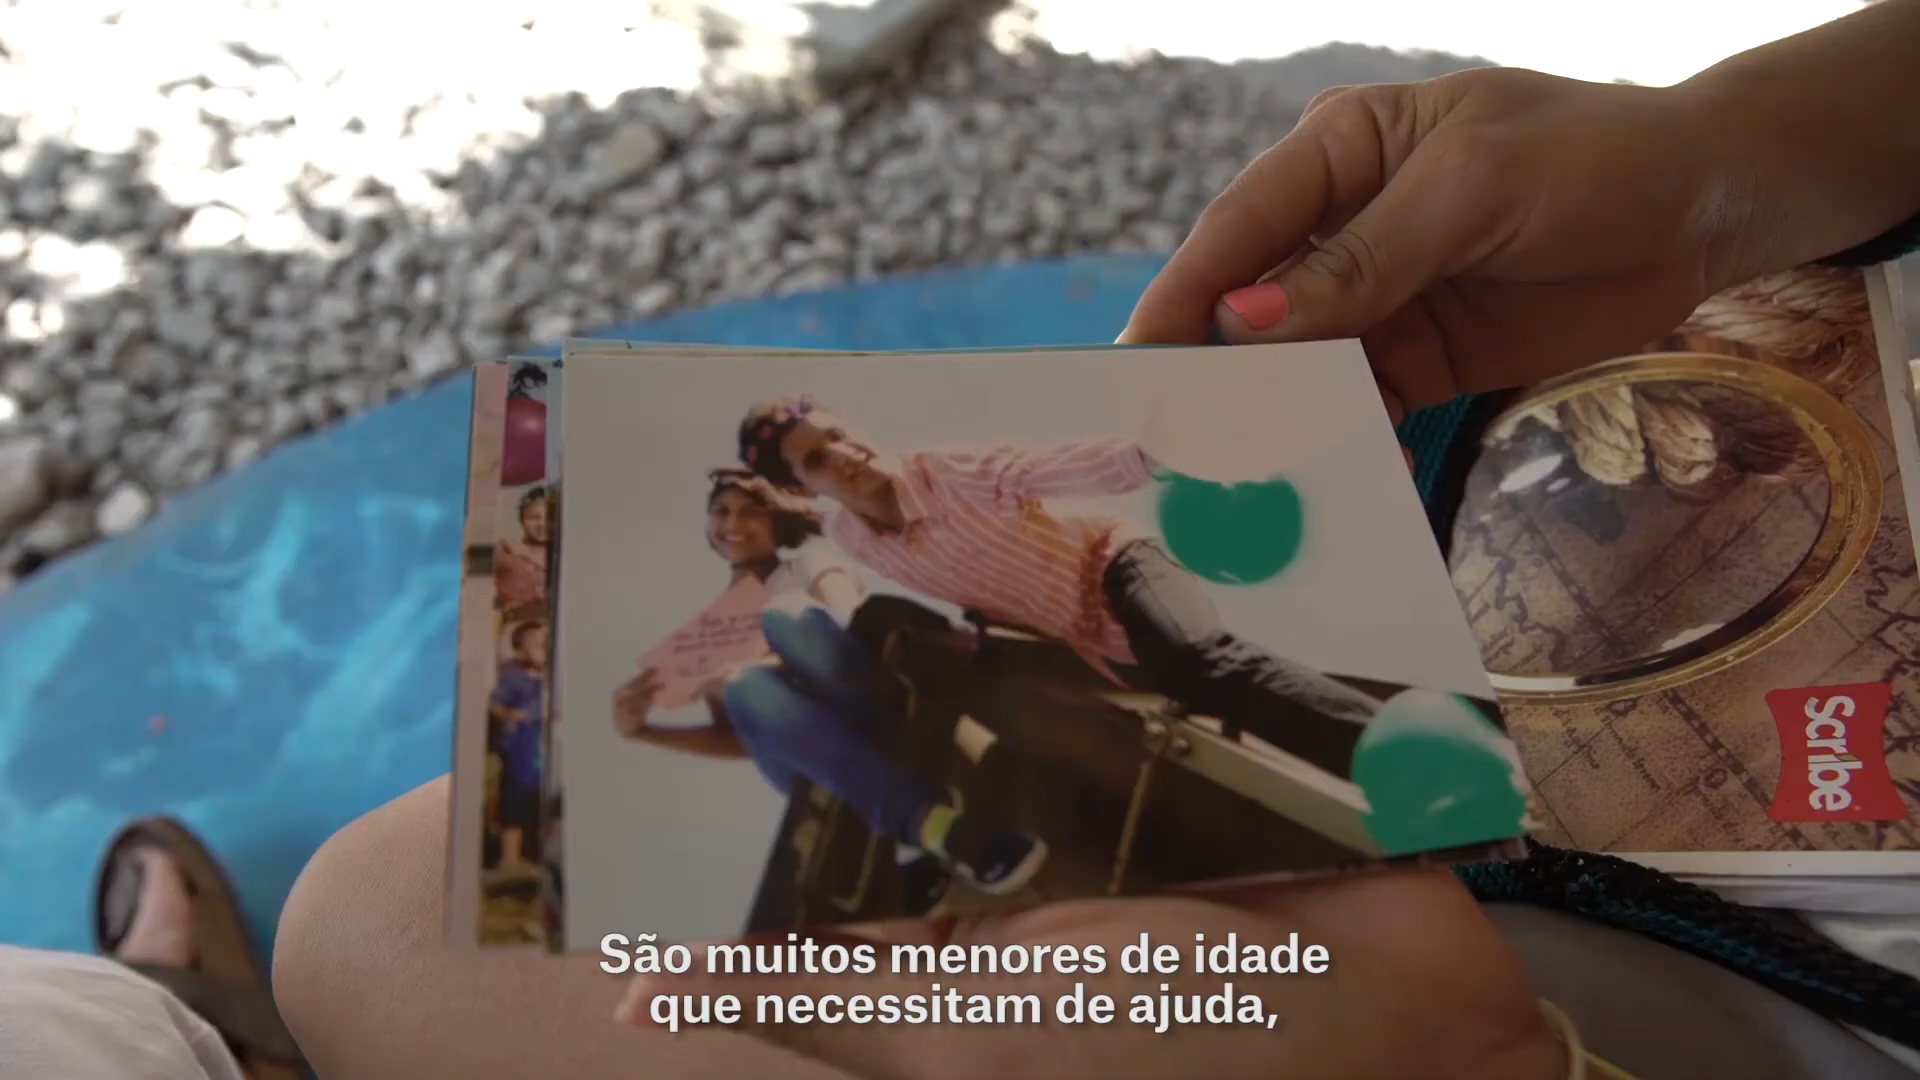 Scribe
São muitos menores de idade
que necessitam de ajuda,